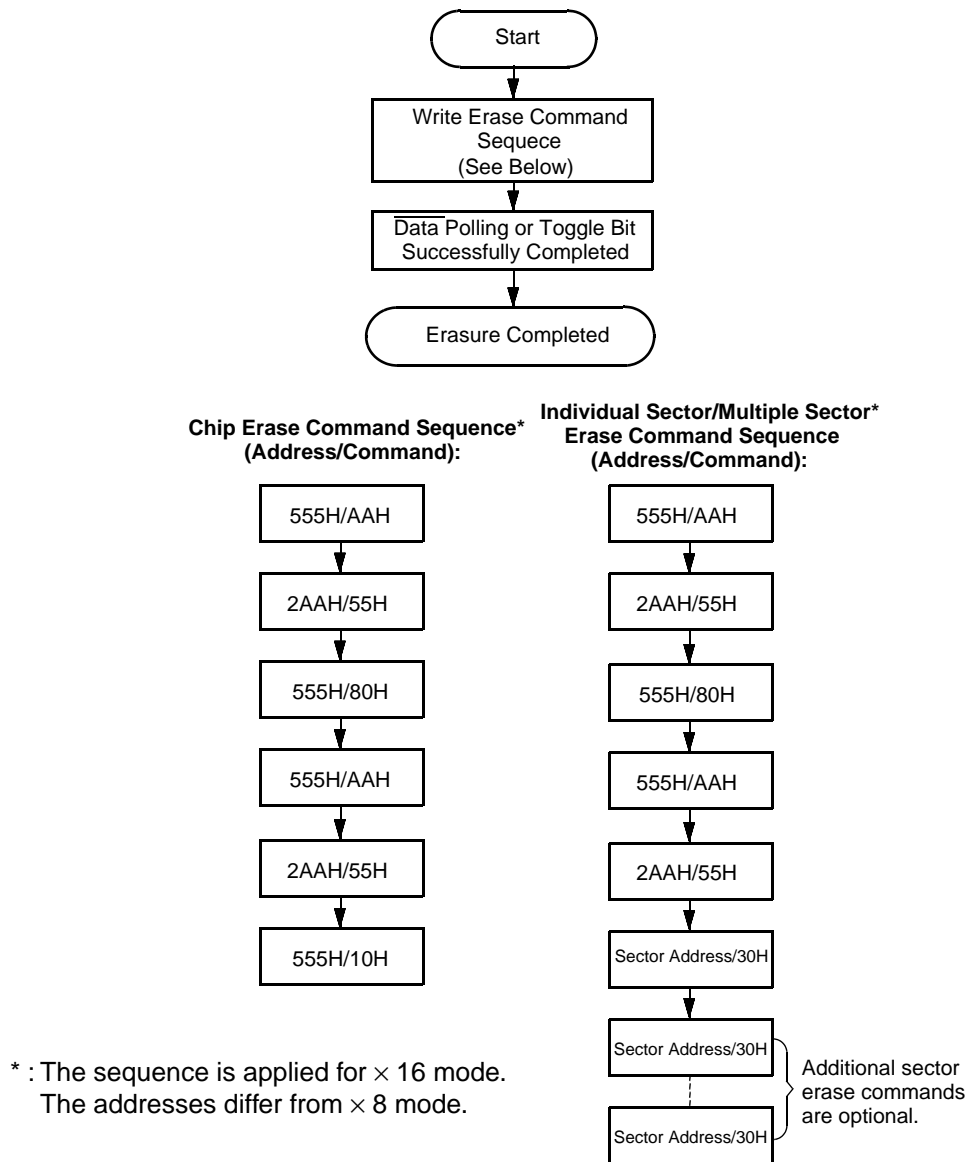 Start
Write Erase Command
Sequece
(See Below)
Data Polling or Toggle Bit
Successfully Completed
Erasure Completed
Chip Erase Command Sequence*
(Address/Command):
555H/AAH
2AAH/55H
555H/80H
555H/AAH
2AAH/55H
555H/10H
Individual Sector/Multiple Sector*
Erase Command Sequence
(Address/Command):
555H/AAH
2AAH/55H
555H/80H
555H/AAH
2AAH/55H
Sector Address/30H
Sector Address/30H
Sector Address/30H
Additional sector
erase commands
are optional.
* : The sequence is applied for × 16 mode.
The addresses differ from × 8 mode.